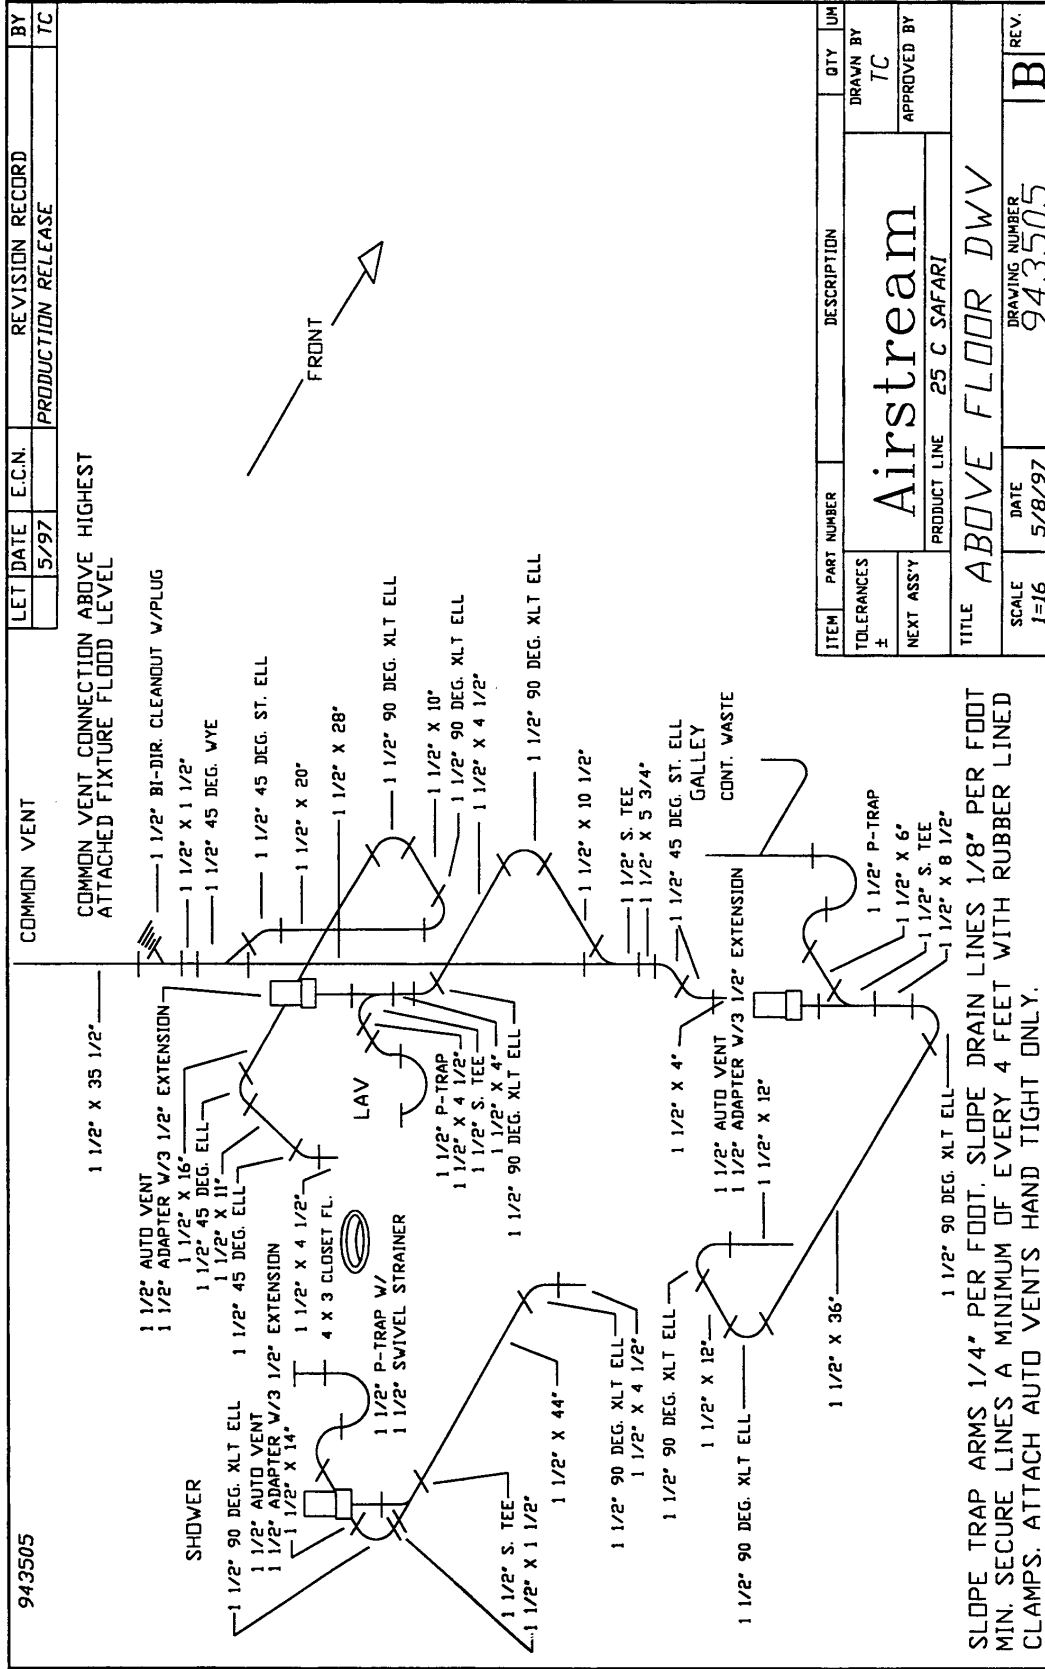 943505
LET DATE E.C.N. REVISION RECORD BY
5/97 PRODUCTION RELEASE TC
COMMON VENT
COMMON VENT CONNECTION ABOVE HIGHEST
ATTACHED FIXTURE FLOOD LEVEL
1 1/2" X 35 1/2"
1 1/2" BI-DIR. CLEANOUT W/PLUG
1 1/2" X 1 1/2"
1 1/2" 45 DEG. WYE
1 1/2" 45 DEG. ST. ELL
1 1/2" X 20"
1 1/2" X 28"
1 1/2" 90 DEG. XLT ELL
1 1/2" X 10"
1 1/2" 90 DEG. XLT ELL
1 1/2" X 4 1/2"
1 1/2" 90 DEG. XLT ELL
FRONT
1 1/2" AUTO VENT
1 1/2" ADAPTER W/3 1/2" EXTENSION
1 1/2" X 16"
1 1/2" 45 DEG. ELL
1 1/2" X 11"
1 1/2" 45 DEG. ELL
1 1/2" X 4 1/2"
4 X 3 CLOSET FL.
LAV
1 1/2" P-TRAP
1 1/2" X 4 1/2"
1 1/2" S. TEE
1 1/2" X 4"
1 1/2" 90 DEG. XLT ELL
SHOWER
1 1/2" 90 DEG. XLT ELL
1 1/2" AUTO VENT
1 1/2" ADAPTER W/3 1/2" EXTENSION
1 1/2" X 14"
1 1/2" P-TRAP W/
1 1/2" SWIVEL STRAINER
1 1/2" S. TEE
1 1/2" X 1 1/2"
1 1/2" X 44"
1 1/2" 90 DEG. XLT ELL
1 1/2" X 4 1/2"
1 1/2" X 10 1/2"
1 1/2" S. TEE
1 1/2" X 5 3/4"
1 1/2" 45 DEG. ST. ELL
GALLEY
CONT. WASTE
1 1/2" X 4"
1 1/2" AUTO VENT
1 1/2" ADAPTER W/3 1/2" EXTENSION
1 1/2" X 12"
1 1/2" 90 DEG. XLT ELL
1 1/2" X 12"
1 1/2" 90 DEG. XLT ELL
1 1/2" X 36"
1 1/2" P-TRAP
1 1/2" X 6"
1 1/2" S. TEE
1 1/2" X 8 1/2"
1 1/2" 90 DEG. XLT ELL
SLOPE TRAP ARMS 1/4" PER FOOT. SLOPE DRAIN LINES 1/8" PER FOOT
MIN. SECURE LINES A MINIMUM OF EVERY 4 FEET WITH RUBBER LINED
CLAMPS. ATTACH AUTO VENTS HAND TIGHT ONLY.
ITEM PART NUMBER DESCRIPTION QTY UM
TOLERANCES
±
NEXT ASS'Y
Airstream
PRODUCT LINE 25 C SAFARI
DRAWN BY
TC
APPROVED BY
TITLE ABOVE FLOOR DWV
SCALE
1=16
DATE
5/8/97
DRAWING NUMBER
943505
B
REV.